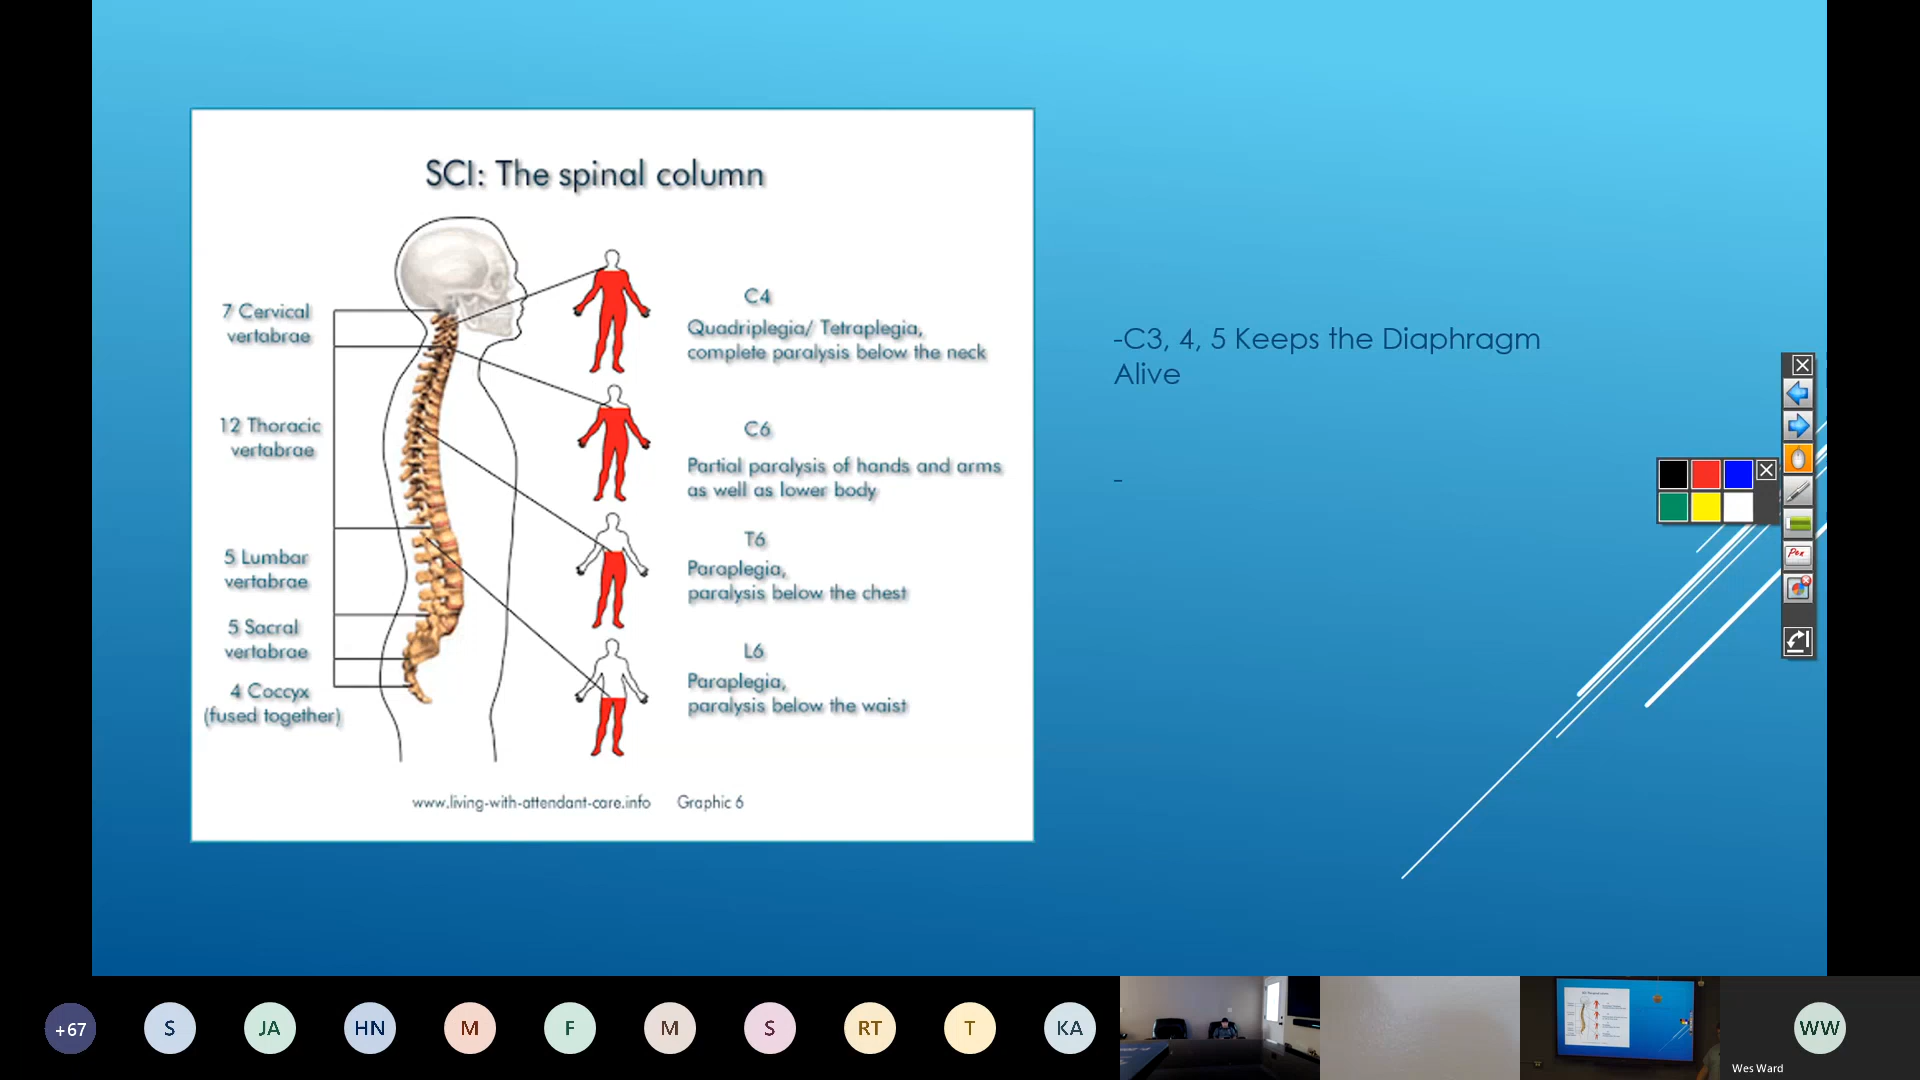 SCI: The spinal column
7 Cervical
vertabrae
12 Thoracic
vertabrae
5 Lumbar
vertabrae
5 Sacral
vertabrae
4 Coccyx
(fused together)
C4
Quadriplegia/ Tetraplegia,
complete paralysis below the neck
C6
Partial paralysis of hands and arms
as well as lower body
T6
Paraplegia,
paralysis below the chest
L6
Paraplegia,
paralysis below the waist
www.living-with-attendant-care.info Graphic 6
-C3, 4, 5 Keeps the Diaphragm
Alive
-
Pen
+67
S
JA
HN
M
F
M
S
RT
T
KA
WW
Wes Ward